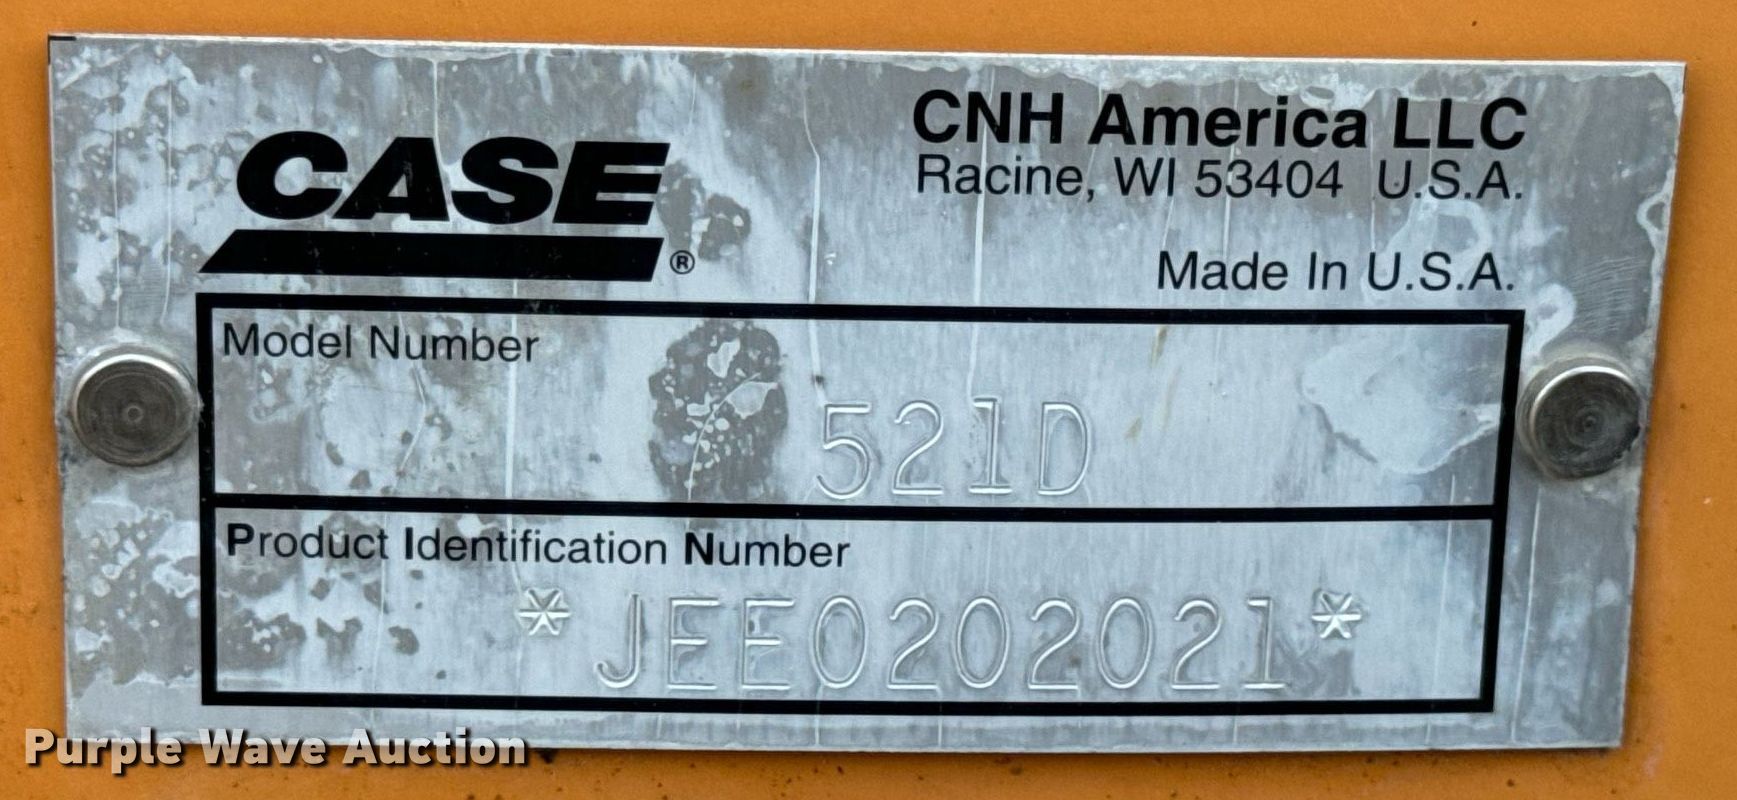 CASE®
CNH America LLC
Racine, WI 53404 U.S.A.
Made In U.S.A.
Model Number
521D
Product Identification Number
*JEE0202021*
Purple Wave Auction